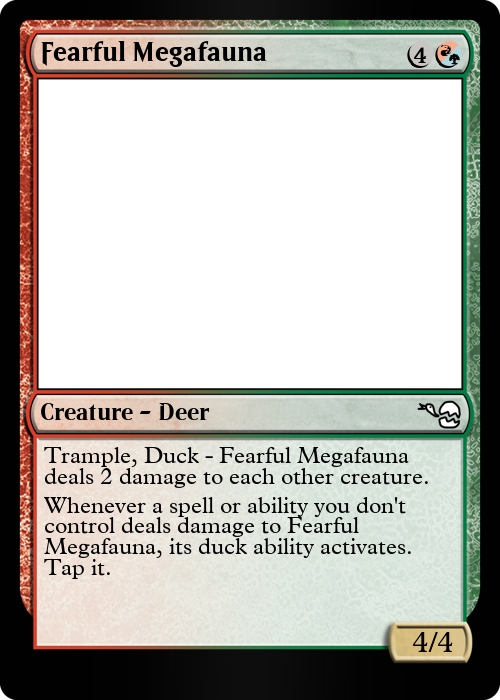 Fearful Megafauna 4
Creature – Deer
Trample, Duck - Fearful Megafauna
deals 2 damage to each other creature.
Whenever a spell or ability you don't
control deals damage to Fearful
Megafauna, its duck ability activates.
Tap it.
4/4